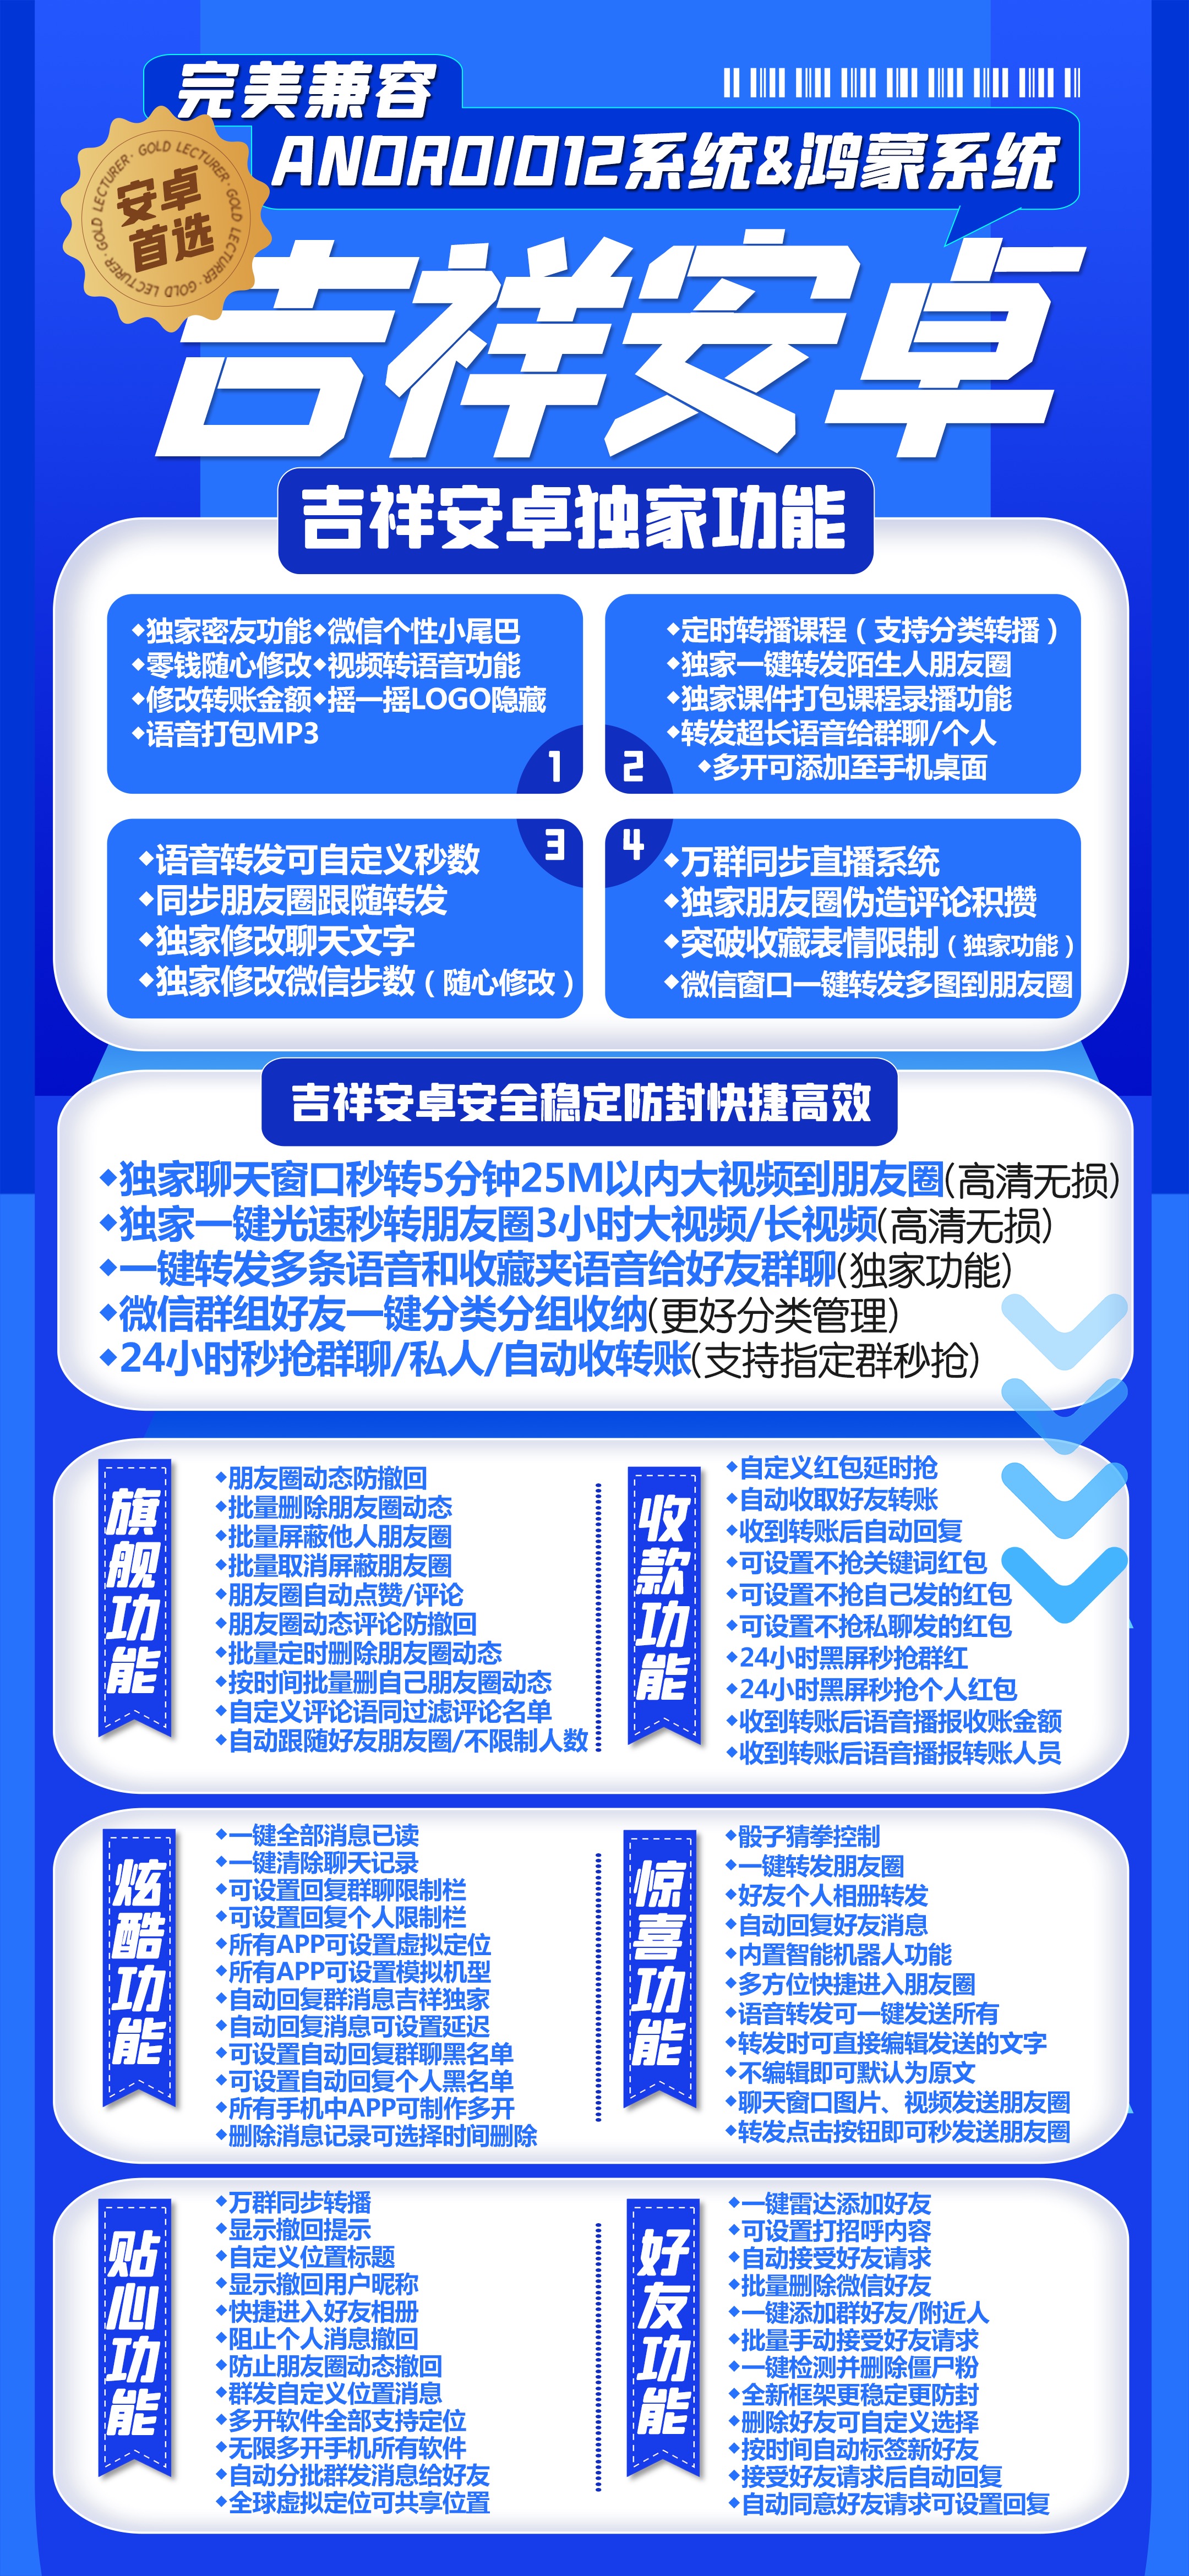 完美兼容
ANDROID12系统&鸿蒙系统
GOLD LECTURER · GOLD LECTURER · GOLD LECTURER · GOLD LECTURER ·
安卓
首选
吉祥安卓
吉祥安卓独家功能
◆独家密友功能◆微信个性小尾巴
◆零钱随心修改◆视频转语音功能
◆修改转账金额◆摇一摇LOGO隐藏
◆语音打包MP3
1
◆定时转播课程（支持分类转播）
◆独家一键转发陌生人朋友圈
◆独家课件打包课程录播功能
◆转发超长语音给群聊/个人
◆多开可添加至手机桌面
2
◆语音转发可自定义秒数
◆同步朋友圈跟随转发
◆独家修改聊天文字
◆独家修改微信步数（随心修改）
3
◆万群同步直播系统
◆独家朋友圈伪造评论积攒
◆突破收藏表情限制（独家功能）
◆微信窗口一键转发多图到朋友圈
4
吉祥安卓安全稳定防封快捷高效
◆独家聊天窗口秒转5分钟25M以内大视频到朋友圈(高清无损)
◆独家一键光速秒转朋友圈3小时大视频/长视频(高清无损)
◆一键转发多条语音和收藏夹语音给好友群聊(独家功能)
◆微信群组好友一键分类分组收纳(更好分类管理)
◆24小时秒抢群聊/私人/自动收转账(支持指定群秒抢)
旗舰功能
◆朋友圈动态防撤回
◆批量删除朋友圈动态
◆批量屏蔽他人朋友圈
◆批量取消屏蔽朋友圈
◆朋友圈自动点赞/评论
◆朋友圈动态评论防撤回
◆批量定时删除朋友圈动态
◆按时间批量删自己朋友圈动态
◆自定义评论语同过滤评论名单
◆自动跟随好友朋友圈/不限制人数
收款功能
◆自定义红包延时抢
◆自动收取好友转账
◆收到转账后自动回复
◆可设置不抢关键词红包
◆可设置不抢自己发的红包
◆可设置不抢私聊发的红包
◆24小时黑屏秒抢群红
◆24小时黑屏秒抢个人红包
◆收到转账后语音播报收账金额
◆收到转账后语音播报转账人员
炫酷功能
◆一键全部消息已读
◆一键清除聊天记录
◆可设置回复群聊限制栏
◆可设置回复个人限制栏
◆所有APP可设置虚拟定位
◆所有APP可设置模拟机型
◆自动回复群消息吉祥独家
◆自动回复消息可设置延迟
◆可设置自动回复群聊黑名单
◆可设置自动回复个人黑名单
◆所有手机中APP可制作多开
◆删除消息记录可选择时间删除
惊喜功能
◆骰子猜拳控制
◆一键转发朋友圈
◆好友个人相册转发
◆自动回复好友消息
◆内置智能机器人功能
◆多方位快捷进入朋友圈
◆语音转发可一键发送所有
◆转发时可直接编辑发送的文字
◆不编辑即可默认为原文
◆聊天窗口图片、视频发送朋友圈
◆转发点击按钮即可秒发送朋友圈
贴心功能
◆万群同步转播
◆显示撤回提示
◆自定义位置标题
◆显示撤回用户昵称
◆快捷进入好友相册
◆阻止个人消息撤回
◆防止朋友圈动态撤回
◆群发自定义位置消息
◆多开软件全部支持定位
◆无限多开手机所有软件
◆自动分批群发消息给好友
◆全球虚拟定位可共享位置
好友功能
◆一键雷达添加好友
◆可设置打招呼内容
◆自动接受好友请求
◆批量删除微信好友
◆一键添加群好友/附近人
◆批量手动接受好友请求
◆一键检测并删除僵尸粉
◆全新框架更稳定更防封
◆删除好友可自定义选择
◆按时间自动标签新好友
◆接受好友请求后自动回复
◆自动同意好友请求可设置回复